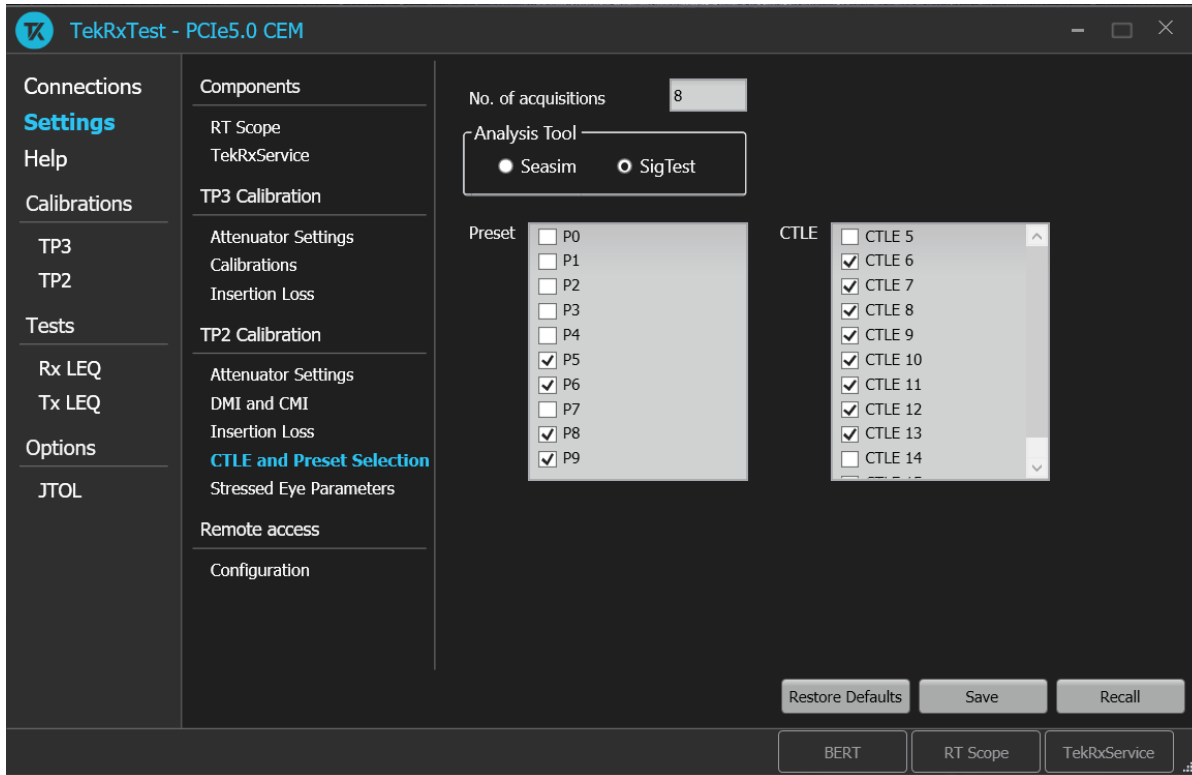 TekRxTest - PCIe5.0 CEM
Connections
Settings
Help
Calibrations
TP3
TP2
Tests
Rx LEQ
Tx LEQ
Options
JTOL
Components
RT Scope
TekRxService
TP3 Calibration
Attenuator Settings
Calibrations
Insertion Loss
TP2 Calibration
Attenuator Settings
DMI and CMI
Insertion Loss
CTLE and Preset Selection
Stressed Eye Parameters
Remote access
Configuration
No. of acquisitions 8
Analysis Tool
Seasim SigTest
Preset
P0
P1
P2
P3
P4
P5
P6
P7
P8
P9
CTLE
CTLE 5
CTLE 6
CTLE 7
CTLE 8
CTLE 9
CTLE 10
CTLE 11
CTLE 12
CTLE 13
CTLE 14
Restore Defaults Save Recall
BERT RT Scope TekRxService